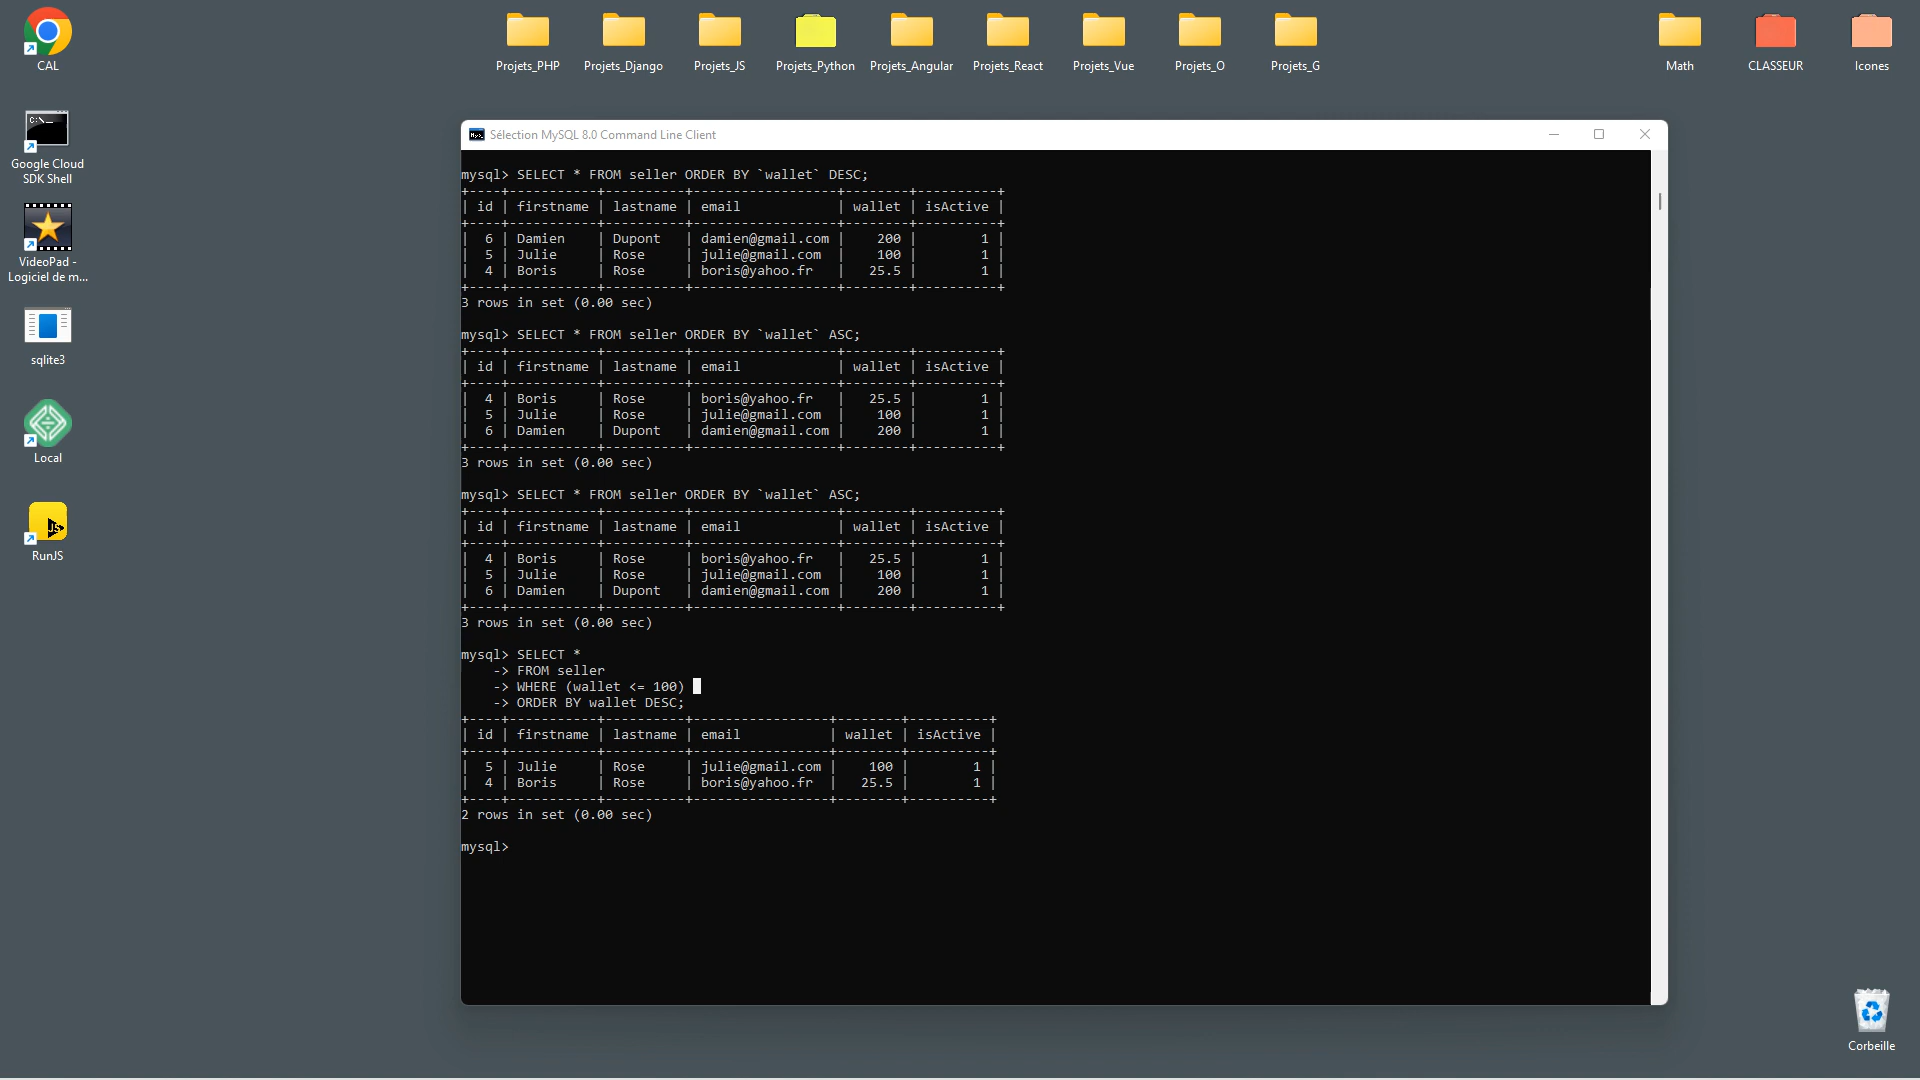 CAL
Projets_PHP
Projets_Django
Projets_JS
Projets_Python
Projets_Angular
Projets_React
Projets_Vue
Projets_O
Projets_G
Math
CLASSEUR
Icones
C:\_
Google Cloud
SDK Shell
VideoPad -
Logiciel de m...
sqlite3
Local
JS
RunJS
Sélection MySQL 8.0 Command Line Client
mysql> SELECT * FROM seller ORDER BY `wallet` DESC;
+----+-----------+----------+------------------+--------+----------+
| id | firstname | lastname | email            | wallet | isActive |
+----+-----------+----------+------------------+--------+----------+
|  6 | Damien    | Dupont   | damien@gmail.com |    200 |        1 |
|  5 | Julie     | Rose     | julie@gmail.com  |    100 |        1 |
|  4 | Boris     | Rose     | boris@yahoo.fr   |   25.5 |        1 |
+----+-----------+----------+------------------+--------+----------+
3 rows in set (0.00 sec)
mysql> SELECT * FROM seller ORDER BY `wallet` ASC;
+----+-----------+----------+------------------+--------+----------+
| id | firstname | lastname | email            | wallet | isActive |
+----+-----------+----------+------------------+--------+----------+
|  4 | Boris     | Rose     | boris@yahoo.fr   |   25.5 |        1 |
|  5 | Julie     | Rose     | julie@gmail.com  |    100 |        1 |
|  6 | Damien    | Dupont   | damien@gmail.com |    200 |        1 |
+----+-----------+----------+------------------+--------+----------+
3 rows in set (0.00 sec)
mysql> SELECT * FROM seller ORDER BY `wallet` ASC;
+----+-----------+----------+------------------+--------+----------+
| id | firstname | lastname | email            | wallet | isActive |
+----+-----------+----------+------------------+--------+----------+
|  4 | Boris     | Rose     | boris@yahoo.fr   |   25.5 |        1 |
|  5 | Julie     | Rose     | julie@gmail.com  |    100 |        1 |
|  6 | Damien    | Dupont   | damien@gmail.com |    200 |        1 |
+----+-----------+----------+------------------+--------+----------+
3 rows in set (0.00 sec)
mysql> SELECT *
    -> FROM seller
    -> WHERE (wallet <= 100)
    -> ORDER BY wallet DESC;
+----+-----------+----------+-----------------+--------+----------+
| id | firstname | lastname | email           | wallet | isActive |
+----+-----------+----------+-----------------+--------+----------+
|  5 | Julie     | Rose     | julie@gmail.com |    100 |        1 |
|  4 | Boris     | Rose     | boris@yahoo.fr  |   25.5 |        1 |
+----+-----------+----------+-----------------+--------+----------+
2 rows in set (0.00 sec)
mysql>
Corbeille